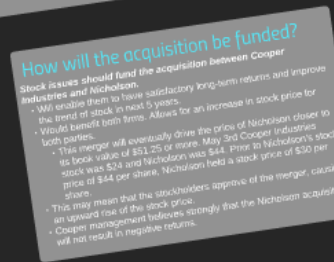 How will the acquisition be funded?
Stock issues should fund the acquisition between Cooper
Industries and Nicholson.
· Will enable them to have satisfactory long-term returns and improve
the trend of stock in next 5 years.
· Would benefit both firms. Allows for an increase in stock price for
both parties.
· This merger will eventually drive the price of Nicholson closer to
its book value of $51.25 or more. May 3rd Cooper Industries
stock was $24 and Nicholson was $44. Prior to Nicholson's stock
price of $44 per share, Nicholson held a stock price of $30 per
share.
· This may mean that the stockholders approve of the merger, causi
an upward rise of the stock price.
· Cooper management believes strongly that the Nicholson acquisit
will not result in negative returns.